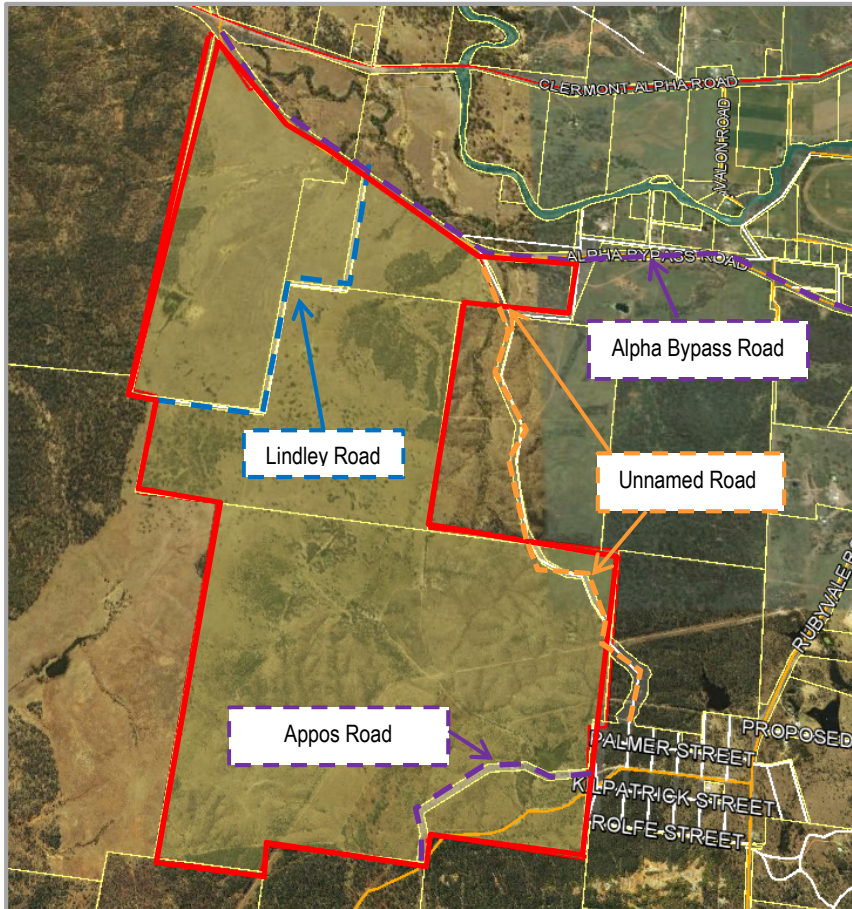 CLERMONT ALPHA ROAD
VALON ROAD
ALPHA BYPASS ROAD
Alpha Bypass Road
Lindley Road
Unnamed Road
RUBYVALE
Appos Road
PROPOSED
PALMER STREET
KILPATRICK STREET
ROLFE STREET